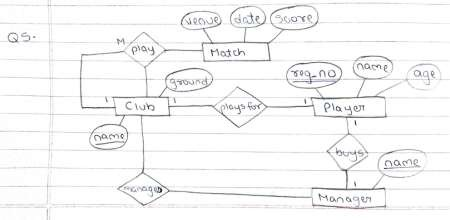 Q5.
venue date score
M
play Match
ground reg_no name age
1 Club 1 plays for 1 Player
name 1
buys
name
manages 1 Manager